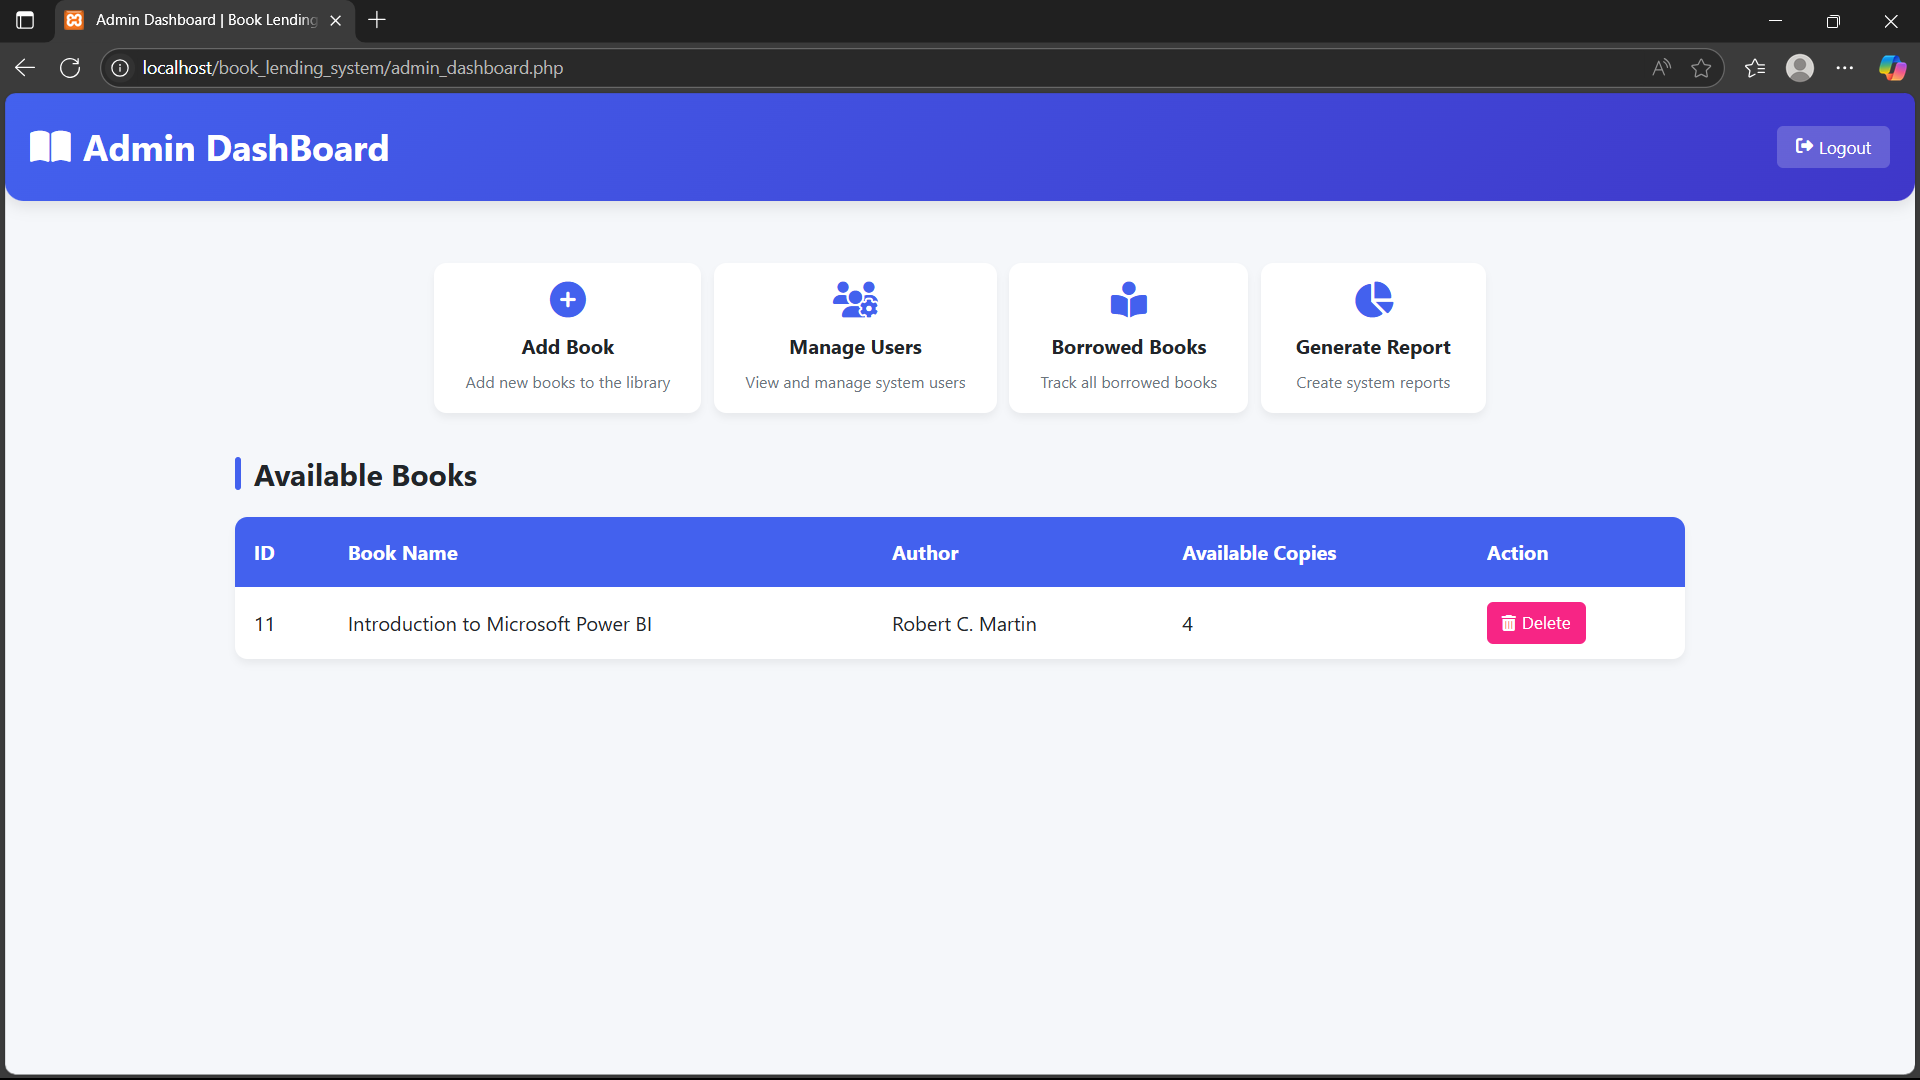 Admin Dashboard | Book Lending
localhost/book_lending_system/admin_dashboard.php
Admin DashBoard
Logout
Add Book
Add new books to the library
Manage Users
View and manage system users
Borrowed Books
Track all borrowed books
Generate Report
Create system reports
Available Books
ID Book Name Author Available Copies Action
11 Introduction to Microsoft Power BI Robert C. Martin 4 Delete